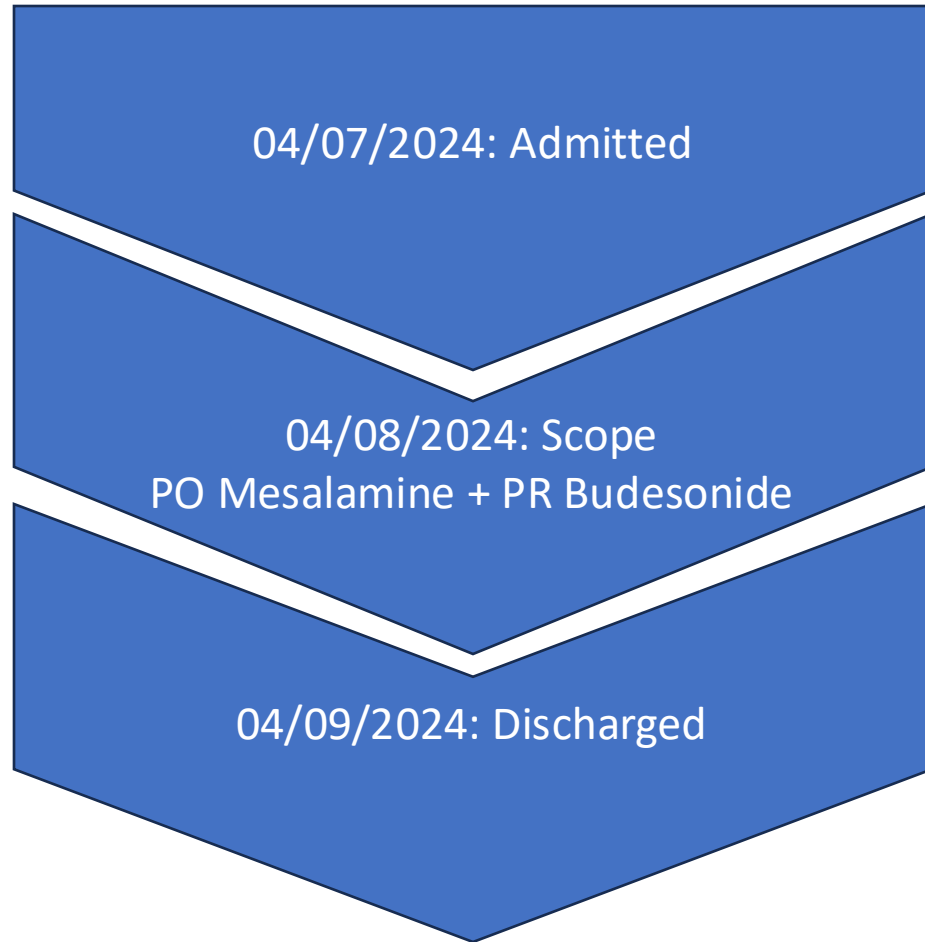 04/07/2024: Admitted
04/08/2024: Scope
PO Mesalamine + PR Budesonide
04/09/2024: Discharged